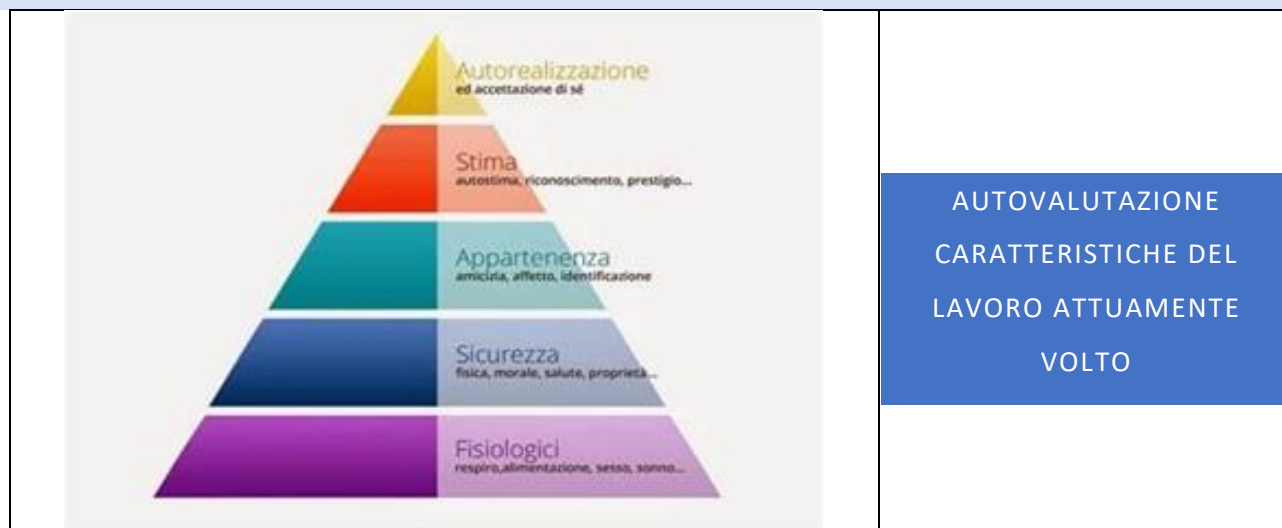 Autorealizzazione
ed accettazione di sé
Stima
autostima, riconoscimento, prestigio...
Appartenenza
amicizia, affetto, identificazione
Sicurezza
fisica, morale, salute, proprietà...
Fisiologici
respiro,alimentazione, sesso, sonno...
AUTOVALUTAZIONE
CARATTERISTICHE DEL
LAVORO ATTUAMENTE
VOLTO